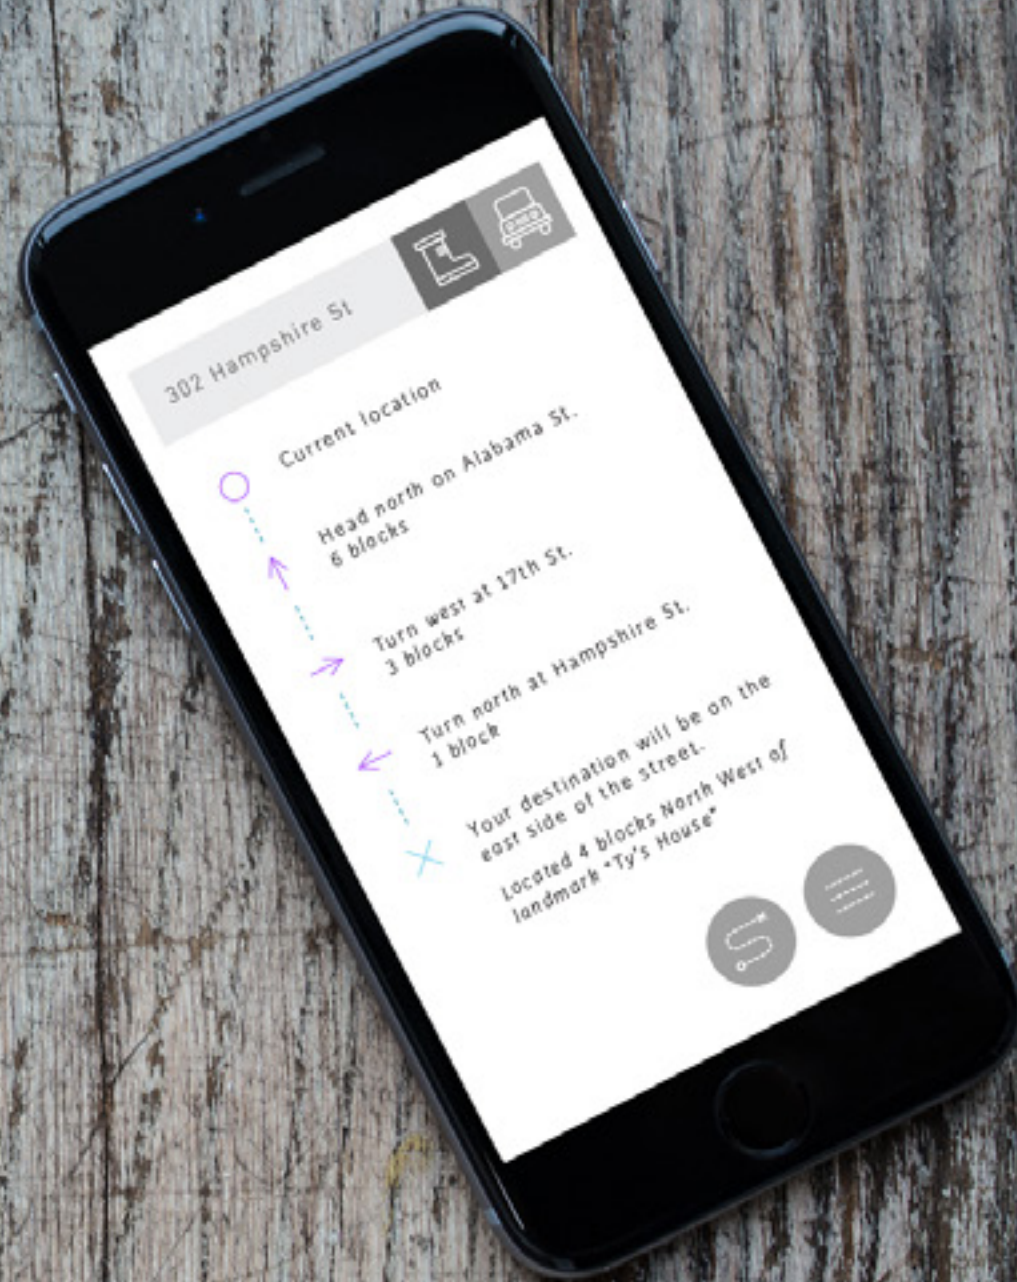 302 Hampshire St
Current location
Head north on Alabama St.
6 blocks
Turn west at 17th St.
3 blocks
Turn north at Hampshire St.
1 block
Your destination will be on the
east side of the street.
Located 4 blocks North West of
landmark "Ty's House"